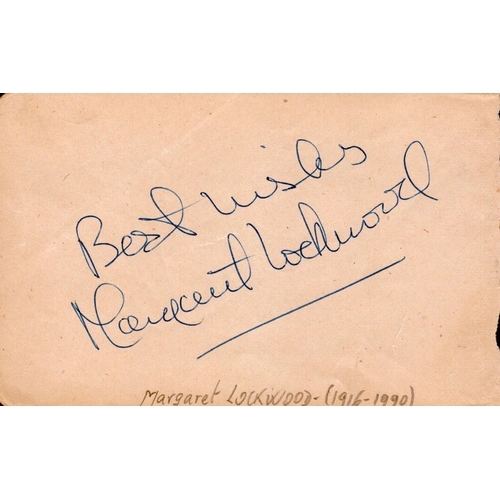 Best wishes
Margaret Lockwood
Margaret LOCKWOOD-(1916-1990)